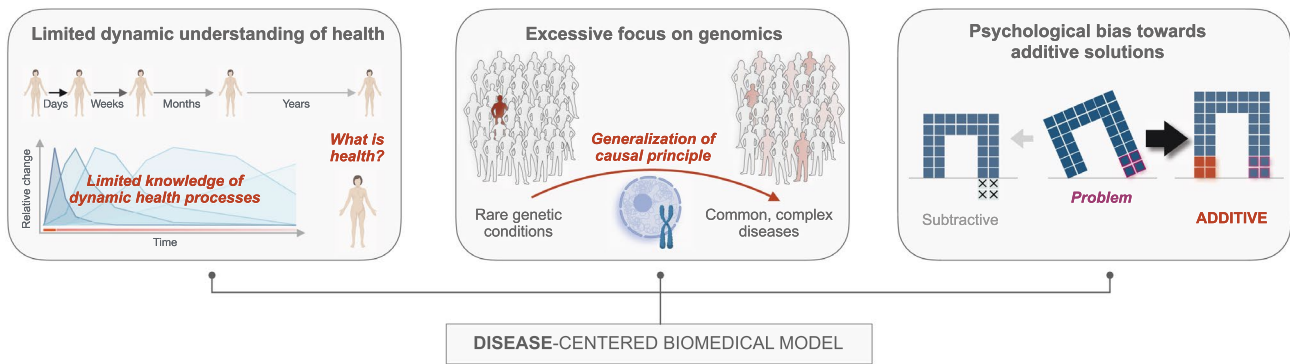 Limited dynamic understanding of health
Days
Weeks
Months
Years
What is
health?
Relative change
Limited knowledge of
dynamic health processes
Time
Excessive focus on genomics
Generalization of
causal principle
Rare genetic
conditions
Common, complex
diseases
Psychological bias towards
additive solutions
Problem
Subtractive
ADDITIVE
DISEASE-CENTERED BIOMEDICAL MODEL